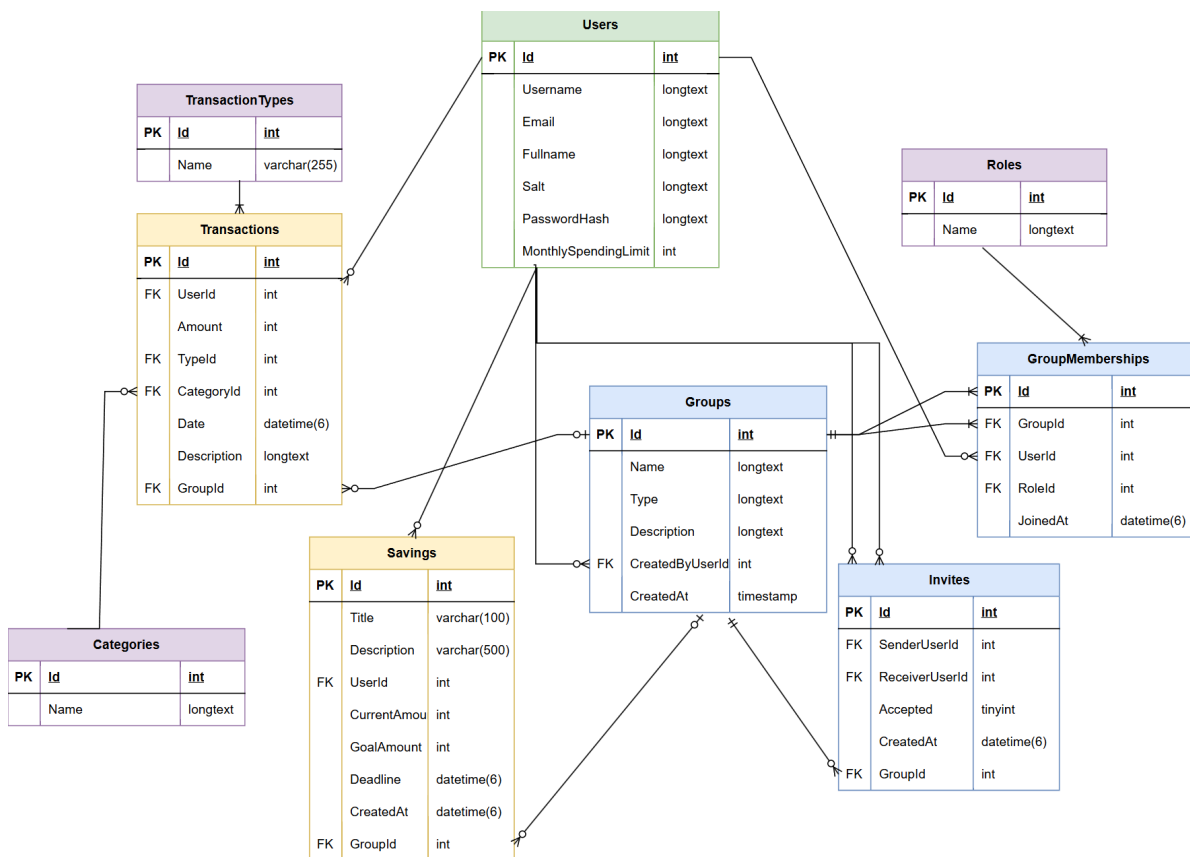 Users
PK Id int
Username longtext
Email longtext
Fullname longtext
Salt longtext
PasswordHash longtext
MonthlySpendingLimit int
TransactionTypes
PK Id int
Name varchar(255)
Roles
PK Id int
Name longtext
Transactions
PK Id int
FK UserId int
Amount int
FK TypeId int
FK CategoryId int
Date datetime(6)
Description longtext
FK GroupId int
GroupMemberships
PK Id int
FK GroupId int
FK UserId int
FK RoleId int
JoinedAt datetime(6)
Groups
PK Id int
Name longtext
Type longtext
Description longtext
FK CreatedByUserId int
CreatedAt timestamp
Savings
PK Id int
Title varchar(100)
Description varchar(500)
FK UserId int
CurrentAmou int
GoalAmount int
Deadline datetime(6)
CreatedAt datetime(6)
FK GroupId int
Invites
PK Id int
FK SenderUserId int
FK ReceiverUserId int
Accepted tinyint
CreatedAt datetime(6)
FK GroupId int
Categories
PK Id int
Name longtext